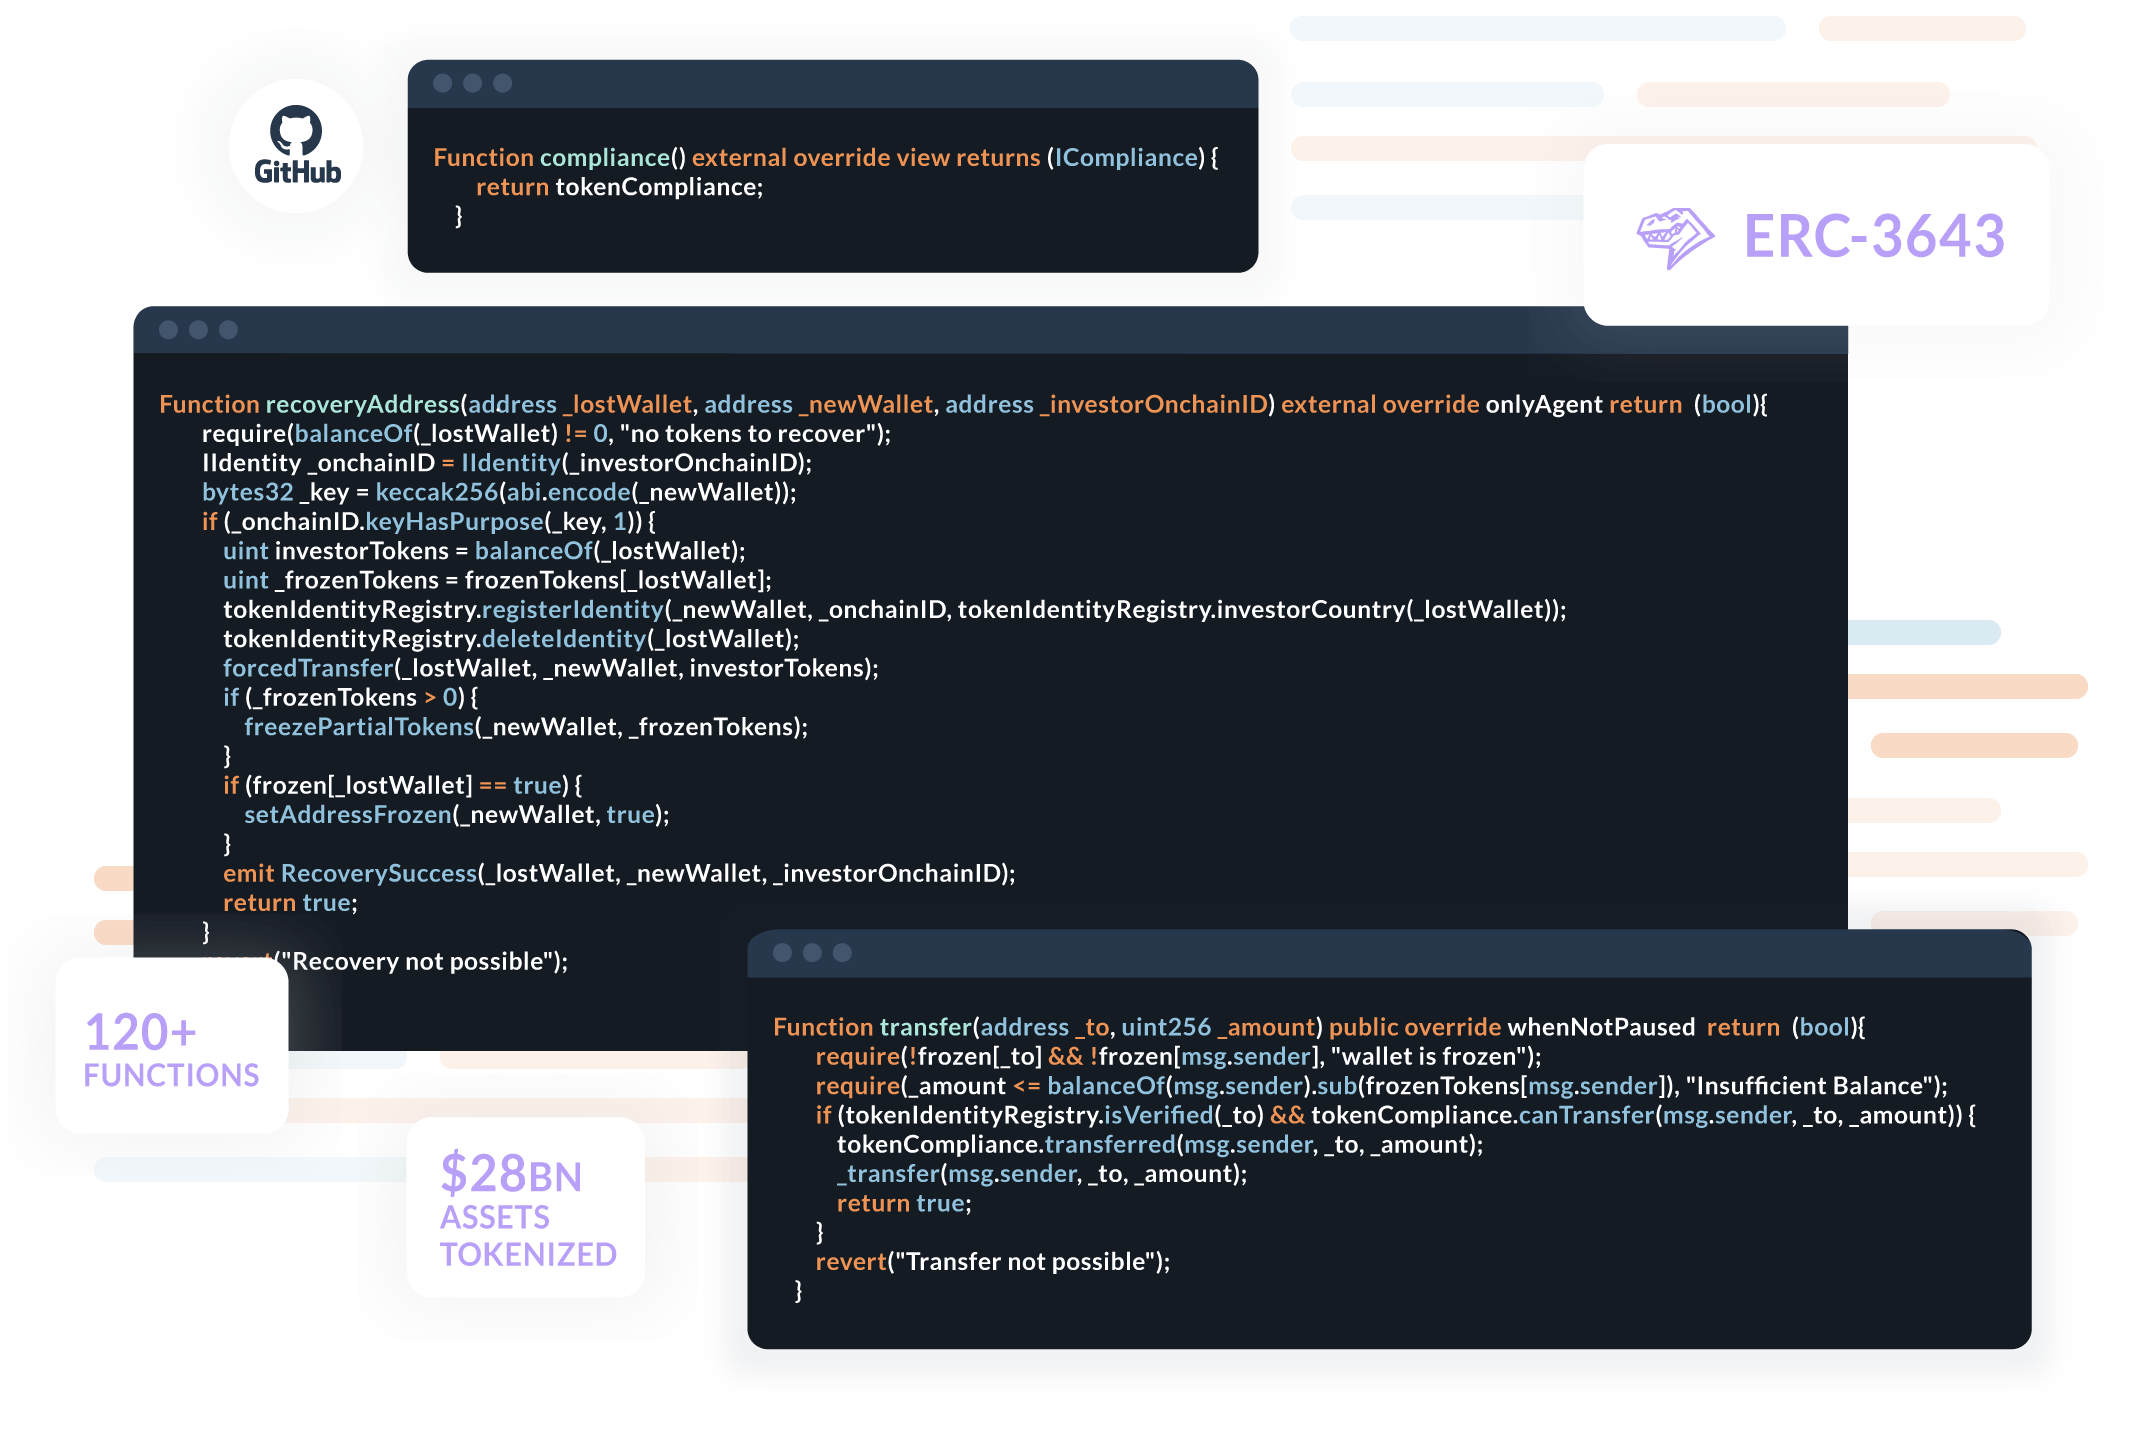 GitHub
Function compliance() external override view returns (ICompliance) {
return tokenCompliance;
}
ERC-3643
Function recoveryAddress(address _lostWallet, address _newWallet, address _investorOnchainID) external override onlyAgent return (bool){
require(balanceOf(_lostWallet) != 0, "no tokens to recover");
IIdentity _onchainID = IIdentity(_investorOnchainID);
bytes32 _key = keccak256(abi.encode(_newWallet));
if (_onchainID.keyHasPurpose(_key, 1)) {
uint investorTokens = balanceOf(_lostWallet);
uint _frozenTokens = frozenTokens[_lostWallet];
tokenIdentityRegistry.registerIdentity(_newWallet, _onchainID, tokenIdentityRegistry.investorCountry(_lostWallet));
tokenIdentityRegistry.deleteIdentity(_lostWallet);
forcedTransfer(_lostWallet, _newWallet, investorTokens);
if (_frozenTokens > 0) {
freezePartialTokens(_newWallet, _frozenTokens);
}
if (frozen[_lostWallet] == true) {
setAddressFrozen(_newWallet, true);
}
emit RecoverySuccess(_lostWallet, _newWallet, _investorOnchainID);
return true;
}
("Recovery not possible");
120+
FUNCTIONS
$28BN
ASSETS
TOKENIZED
Function transfer(address _to, uint256 _amount) public override whenNotPaused return (bool){
require(!frozen[_to] && !frozen[msg.sender], "wallet is frozen");
require(_amount <= balanceOf(msg.sender).sub(frozenTokens[msg.sender]), "Insufficient Balance");
if (tokenIdentityRegistry.isVerified(_to) && tokenCompliance.canTransfer(msg.sender, _to, _amount)) {
tokenCompliance.transferred(msg.sender, _to, _amount);
_transfer(msg.sender, _to, _amount);
return true;
}
revert("Transfer not possible");
}